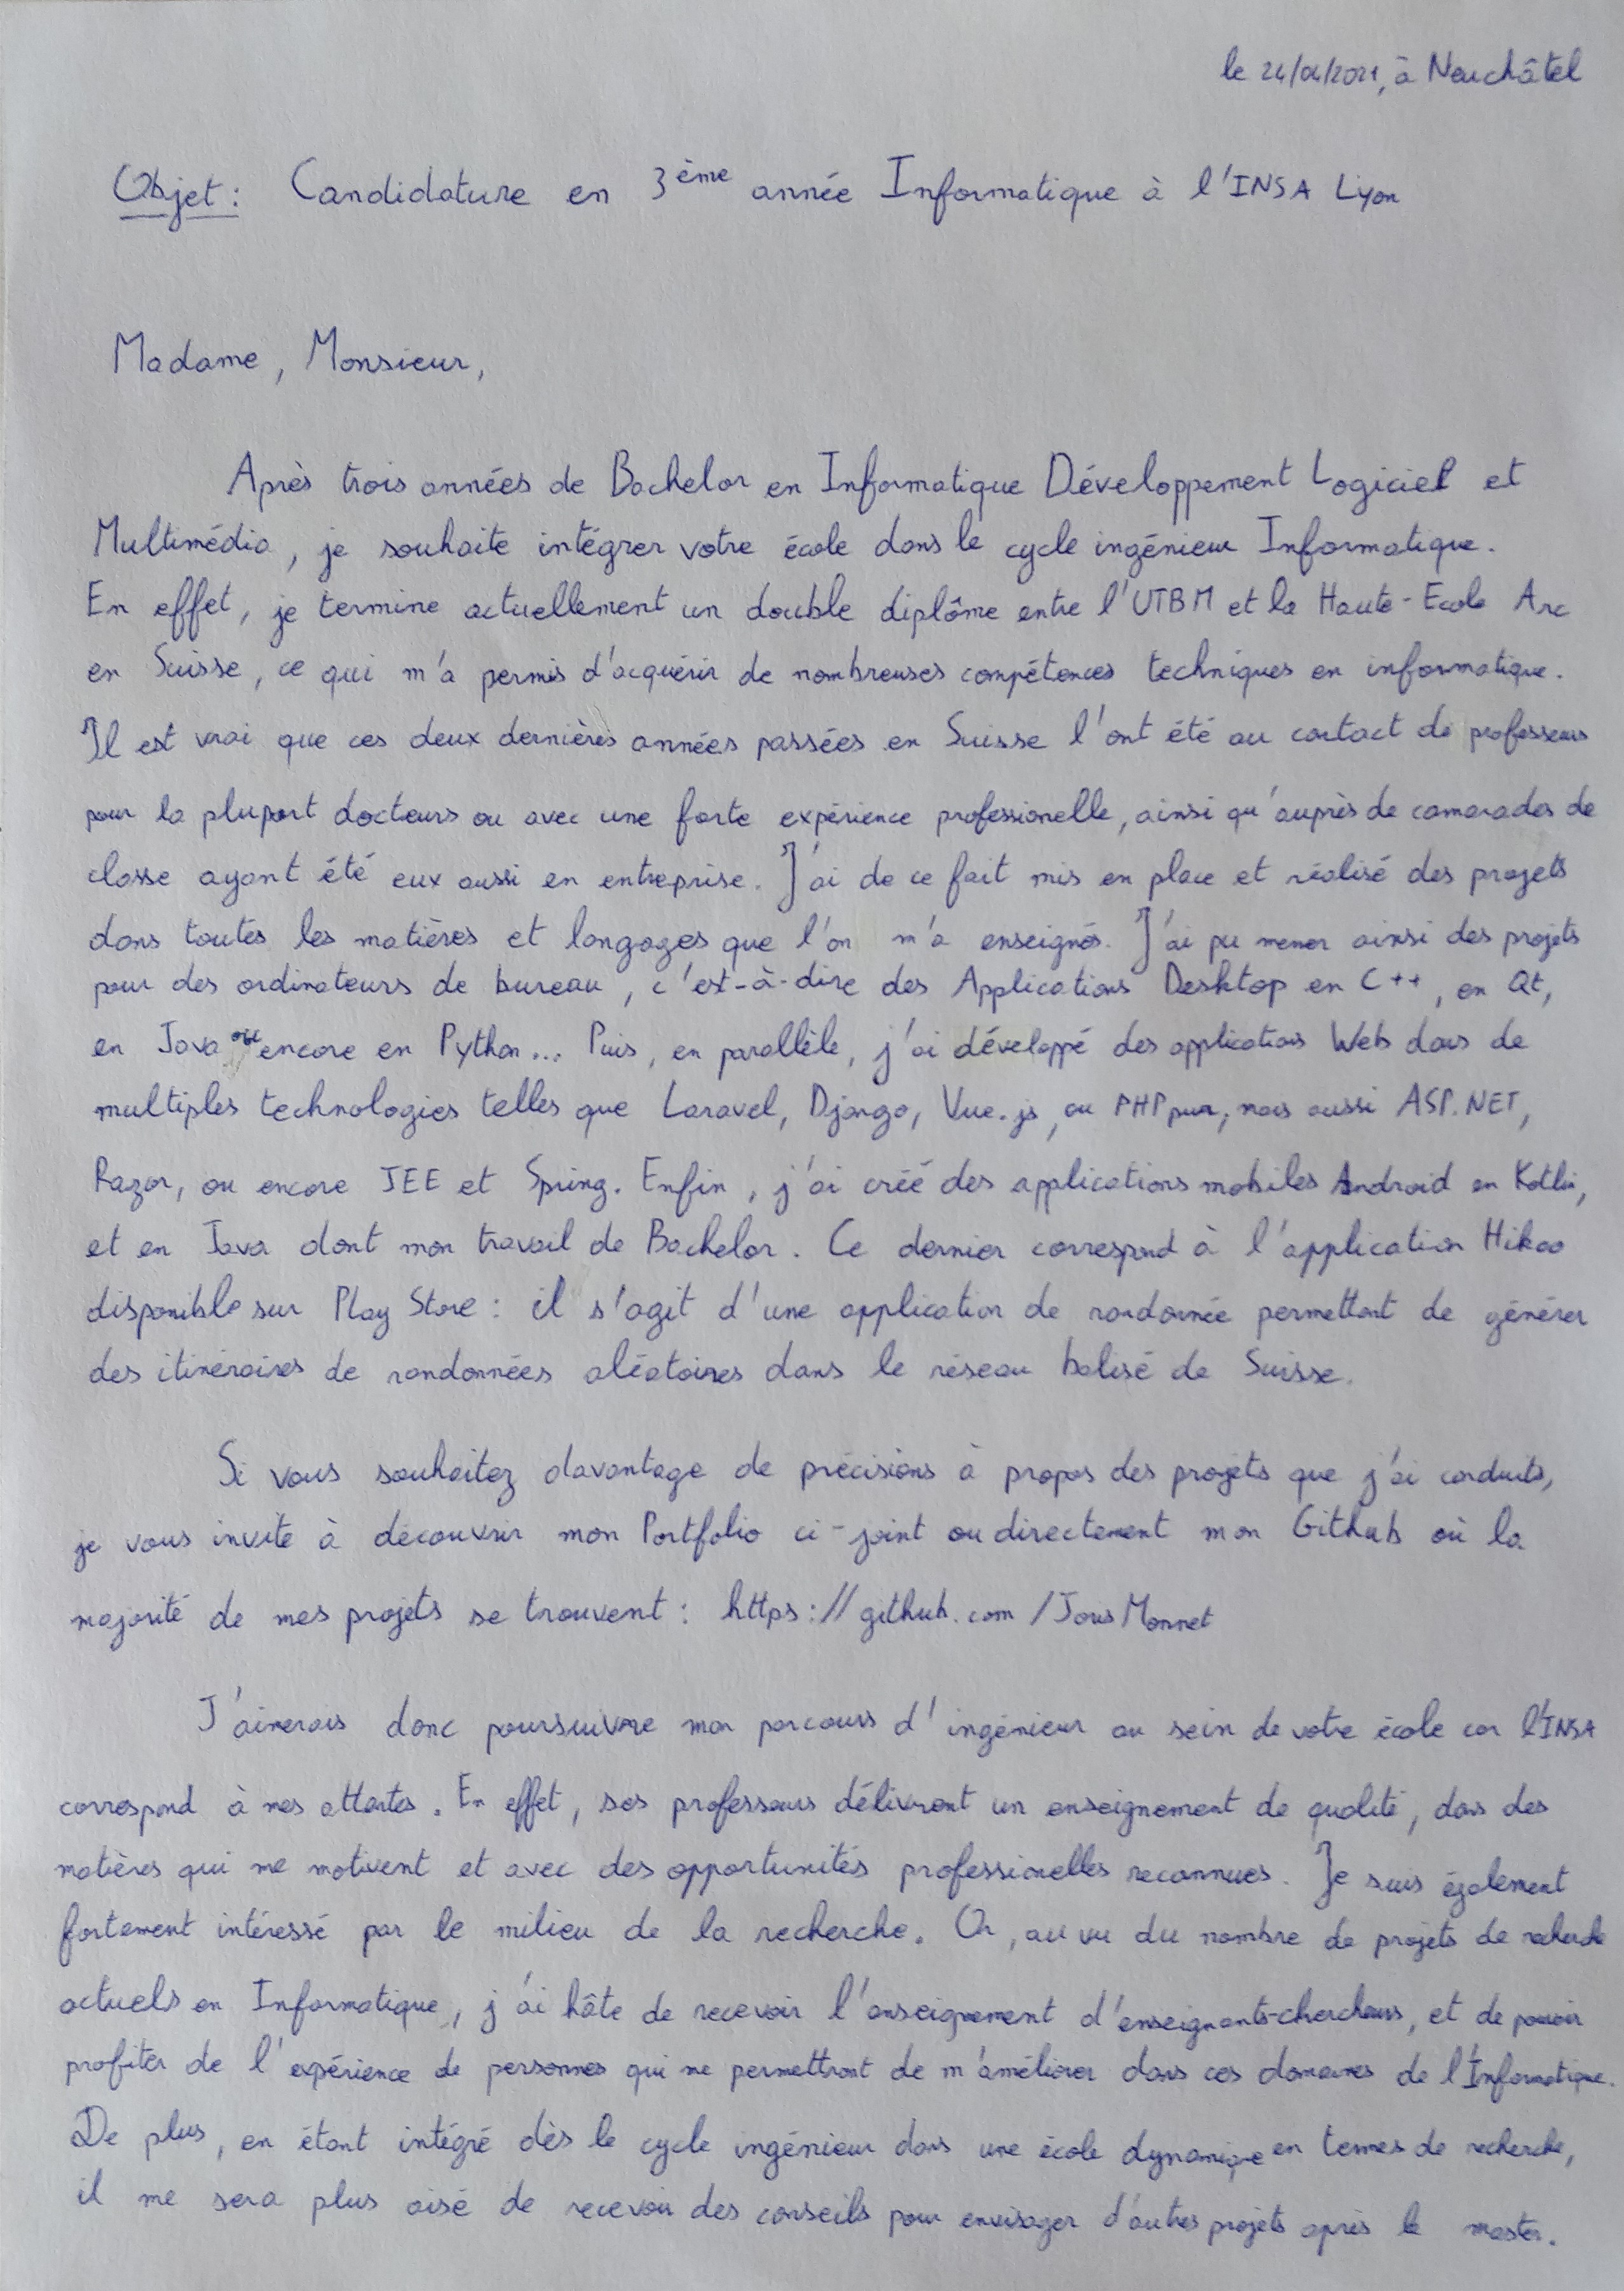 le 24/04/2021, à Neuchâtel
Objet : Candidature en 3ème année Informatique à l'INSA Lyon
Madame, Monsieur,
Après trois années de Bachelor en Informatique Développement Logiciel et
Multimédia, je souhaite intégrer votre école dans le cycle ingénieur Informatique.
En effet, je termine actuellement un double diplôme entre l'UTBM et la Haute-Ecole Arc
en Suisse, ce qui m'a permis d'acquérir de nombreuses compétences techniques en informatique.
Il est vrai que ces deux dernières années passées en Suisse l'ont été au contact de professeurs
pour la plupart docteurs ou avec une forte expérience professionelle, ainsi qu'auprès de camarades de
classe ayant été eux aussi en entreprise. J'ai de ce fait mis en place et réalisé des projets
dans toutes les matières et langages que l'on m'a enseignés. J'ai pu mener ainsi des projets
pour des ordinateurs de bureau, c'est-à-dire des Applications Desktop en C++, en Qt,
en Java ou encore en Python... Puis, en parallèle, j'ai développé des applications Web dans de
multiples technologies telles que Laravel, Django, Vue.js, ou PHP pur, mais aussi ASP.NET,
Razor, ou encore JEE et Spring. Enfin, j'ai créé des applications mobiles Android en Kotlin,
et en Java dont mon travail de Bachelor. Ce dernier correspond à l'application Hikoo
disponible sur Play Store : il s'agit d'une application de randonnée permettant de générer
des itinéraires de randonnées aléatoires dans le réseau balisé de Suisse.
Si vous souhaitez davantage de précisions à propos des projets que j'ai conduits,
je vous invite à découvrir mon Portfolio ci-joint ou directement mon Github où la
majorité de mes projets se trouvent : https://github.com/JorisMonnet
J'aimerais donc poursuivre mon parcours d'ingénieur au sein de votre école car l'INSA
correspond à mes attentes. En effet, ses professeurs délivrent un enseignement de qualité, dans des
matières qui me motivent et avec des opportunités professionelles reconnues. Je suis également
fortement intéressé par le milieu de la recherche. Or, au vu du nombre de projets de recherche
actuels en Informatique, j'ai hâte de recevoir l'enseignement d'enseignants-chercheurs, et de pouvoir
profiter de l'expérience de personnes qui me permettront de m'améliorer dans ces domaines de l'Informatique.
De plus, en étant intégré dès le cycle ingénieur dans une école dynamique en termes de recherche,
il me sera plus aisé de recevoir des conseils pour envisager d'autres projets après le master.